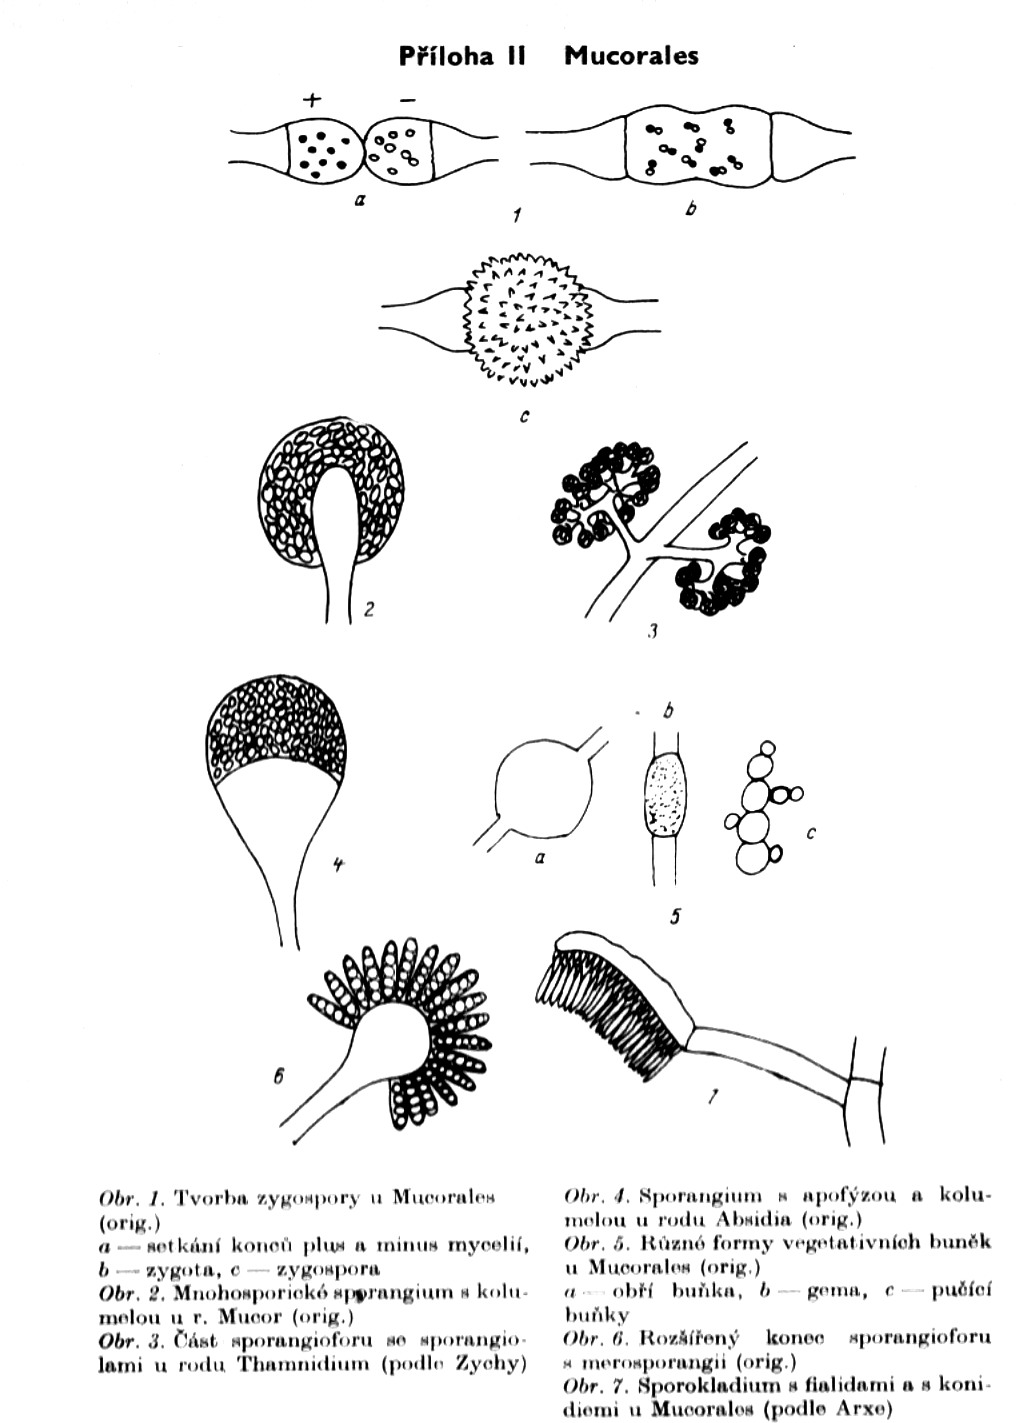 Příloha II Mucorales
+ -
a
1
b
c
2
3
b
4
a
c
5
6
7
Obr. 1. Tvorba zygospory u Mucorales
(orig.)
a — setkání konců plus a minus mycelií,
b — zygota, c — zygospora
Obr. 2. Mnohosporické sporangium s kolu-
melou u r. Mucor (orig.)
Obr. 3. Část sporangioforu se sporangio-
lami u rodu Thamnidium (podle Zychy)
Obr. 4. Sporangium s apofýzou a kolu-
melou u rodu Absidia (orig.)
Obr. 5. Různé formy vegetativních buněk
u Mucorales (orig.)
a — obří buňka, b — gema, c — pučící
buňky
Obr. 6. Rozšířený konec sporangioforu
s merosporangii (orig.)
Obr. 7. Sporokladium s fialidami a s koni-
diemi u Mucorales (podle Arxe)